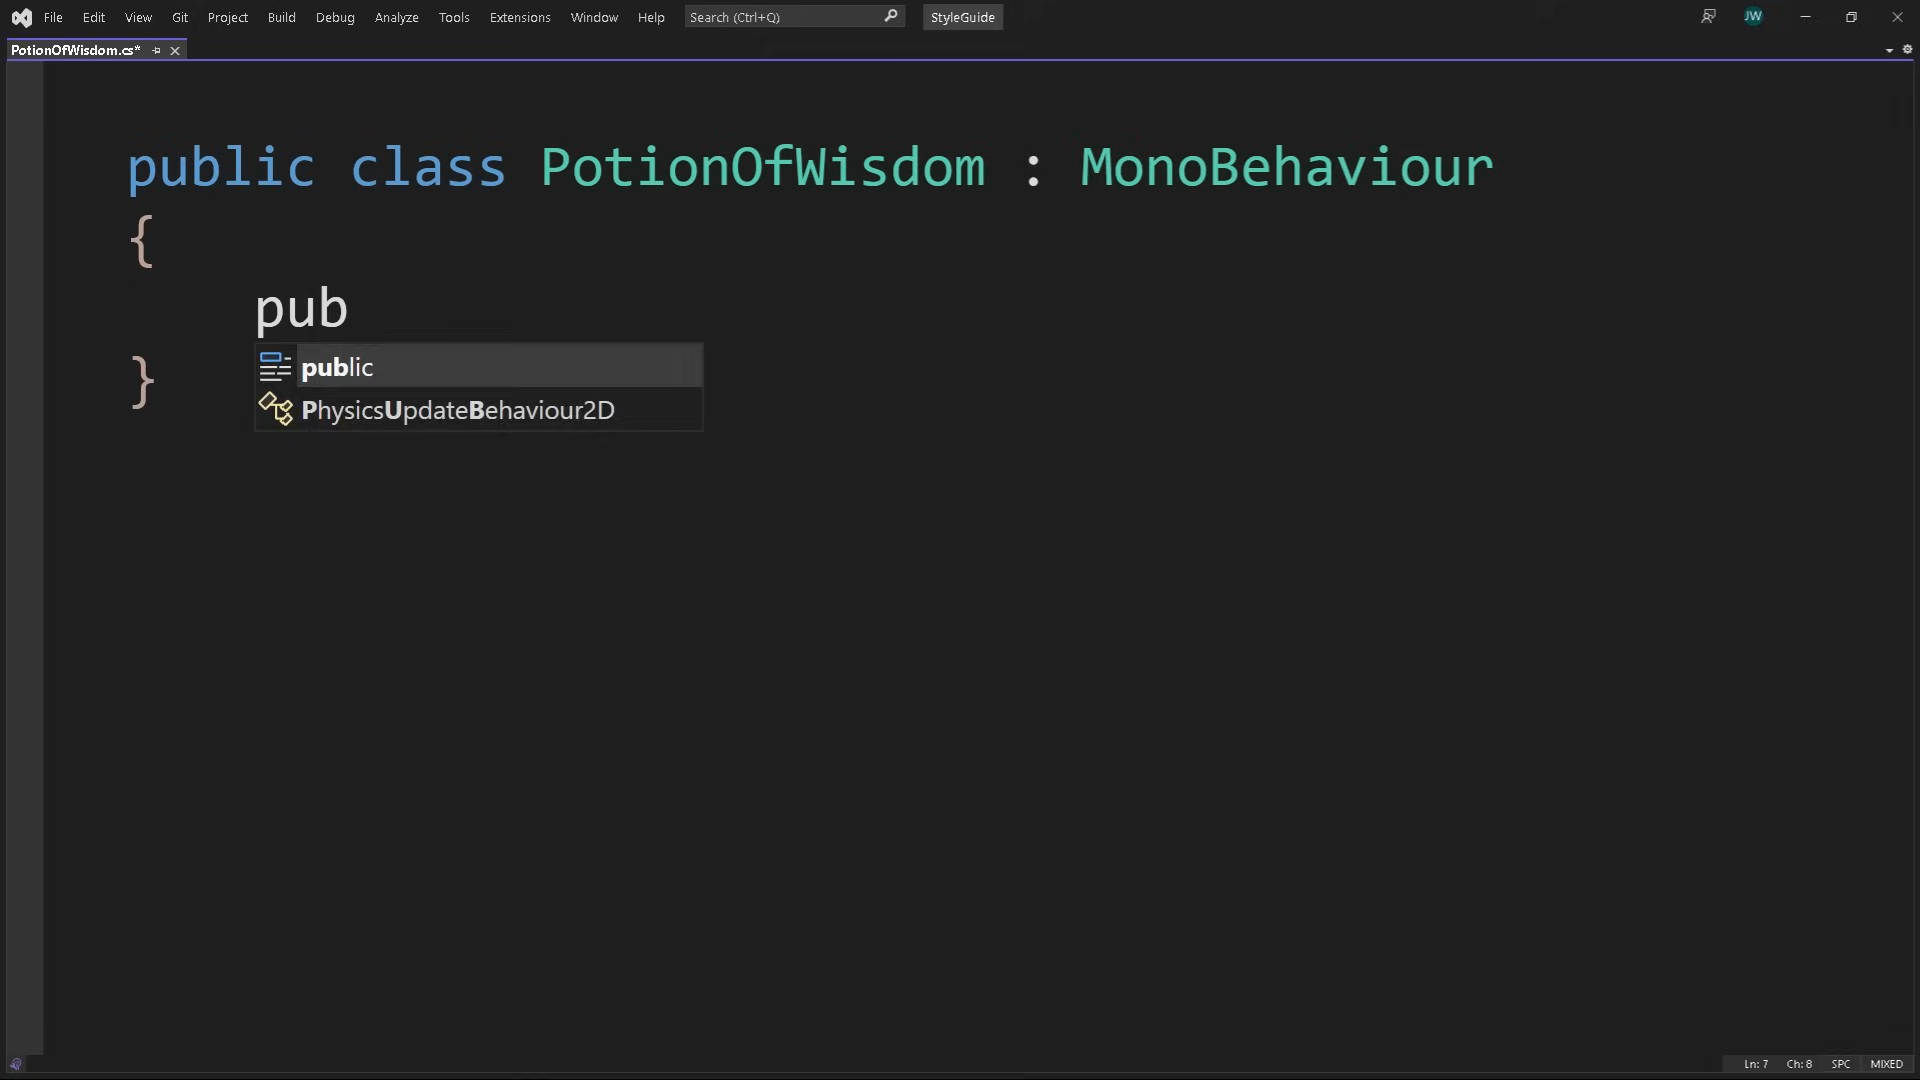 File Edit View Git Project Build Debug Analyze Tools Extensions Window Help Search (Ctrl+Q) StyleGuide JW
PotionOfWisdom.cs*
public class PotionOfWisdom : MonoBehaviour
{
pub
public
PhysicsUpdateBehaviour2D
}
Ln: 7 Ch: 8 SPC MIXED